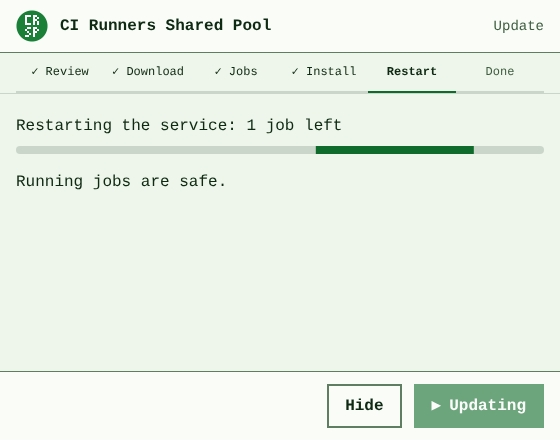 CR
SP
CI Runners Shared Pool
Update
✓ Review
✓ Download
✓ Jobs
✓ Install
Restart
Done
Restarting the service: 1 job left
Running jobs are safe.
Hide
▶ Updating